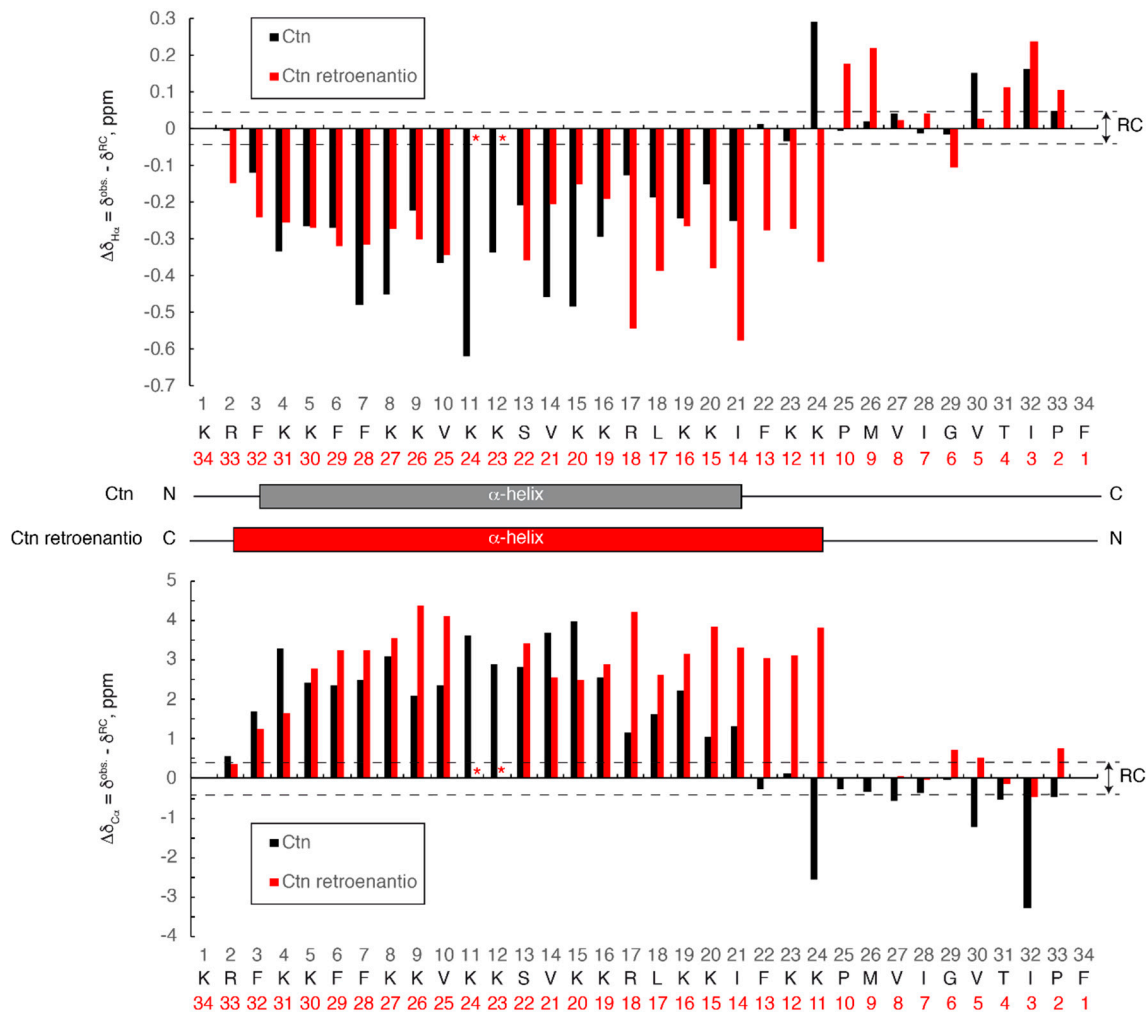 0.3
0.2
0.1
0
-0.1
-0.2
-0.3
-0.4
-0.5
-0.6
-0.7
ΔδHα = δobs. - δRC, ppm
Ctn
Ctn retroenantio
* *
RC
1 2 3 4 5 6 7 8 9 10 11 12 13 14 15 16 17 18 19 20 21 22 23 24 25 26 27 28 29 30 31 32 33 34
K R F K K F F K K V K K S V K K R L K K I F K K P M V I G V T I P F
34 33 32 31 30 29 28 27 26 25 24 23 22 21 20 19 18 17 16 15 14 13 12 11 10 9 8 7 6 5 4 3 2 1
Ctn N α-helix C
Ctn retroenantio C α-helix N
5
4
3
2
1
0
-1
-2
-3
-4
ΔδCα = δobs. - δRC, ppm
* *
RC
Ctn
Ctn retroenantio
1 2 3 4 5 6 7 8 9 10 11 12 13 14 15 16 17 18 19 20 21 22 23 24 25 26 27 28 29 30 31 32 33 34
K R F K K F F K K V K K S V K K R L K K I F K K P M V I G V T I P F
34 33 32 31 30 29 28 27 26 25 24 23 22 21 20 19 18 17 16 15 14 13 12 11 10 9 8 7 6 5 4 3 2 1